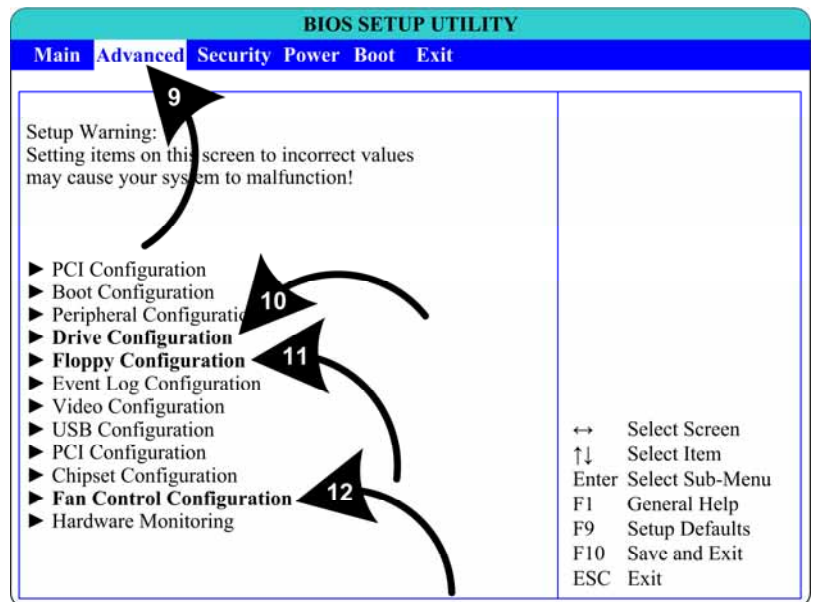 BIOS SETUP UTILITY
Main Advanced Security Power Boot Exit
9
Setup Warning:
Setting items on this screen to incorrect values
may cause your system to malfunction!
► PCI Configuration
► Boot Configuration
10
► Peripheral Configuration
► Drive Configuration
► Floppy Configuration
11
► Event Log Configuration
► Video Configuration
► USB Configuration
► PCI Configuration
► Chipset Configuration
► Fan Control Configuration
12
► Hardware Monitoring
↔ Select Screen
↑↓ Select Item
Enter Select Sub-Menu
F1 General Help
F9 Setup Defaults
F10 Save and Exit
ESC Exit